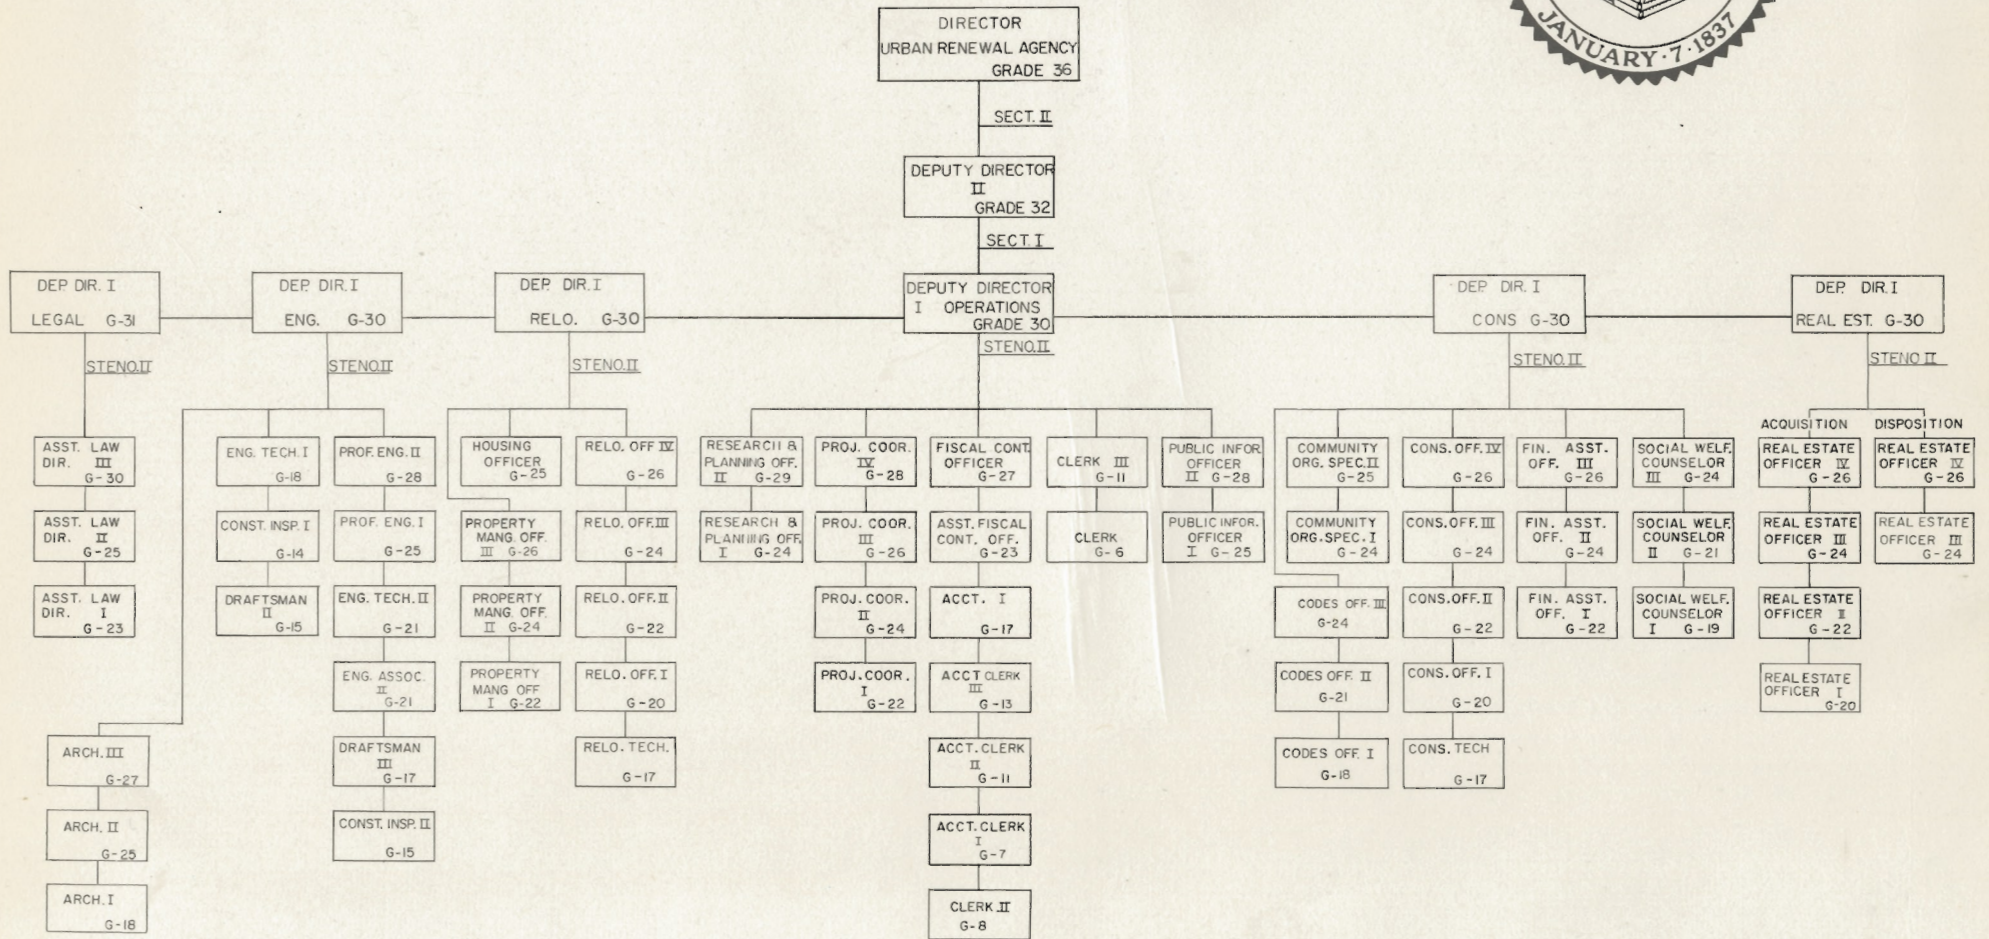 JANUARY · 7 · 1837
DIRECTOR
URBAN RENEWAL AGENCY
GRADE 36
SECT. II
DEPUTY DIRECTOR
II
GRADE 32
SECT. I
DEP. DIR. I
LEGAL G-31
DEP. DIR. I
ENG. G-30
DEP. DIR. I
RELO. G-30
DEPUTY DIRECTOR
I OPERATIONS
GRADE 30
DEP. DIR. I
CONS G-30
DEP. DIR. I
REAL EST. G-30
STENO.II
STENO.II
STENO.II
STENO.II
STENO.II
STENO II
ASST. LAW
DIR. III
G-30
ASST. LAW
DIR. II
G-25
ASST. LAW
DIR. I
G-23
ARCH. III
G-27
ARCH. II
G-25
ARCH. I
G-18
ENG. TECH. I
G-18
CONST. INSP. I
G-14
DRAFTSMAN
II
G-15
PROF. ENG. II
G-28
PROF. ENG. I
G-25
ENG. TECH. II
G-21
ENG. ASSOC.
II
G-21
DRAFTSMAN
III
G-17
CONST. INSP. II
G-15
HOUSING
OFFICER
G-25
PROPERTY
MANG. OFF.
III G-26
PROPERTY
MANG. OFF.
II G-24
PROPERTY
MANG OFF
I G-22
RELO. OFF IV
G-26
RELO. OFF. III
G-24
RELO. OFF. II
G-22
RELO. OFF. I
G-20
RELO. TECH.
G-17
RESEARCH &
PLANNING OFF.
II G-29
RESEARCH &
PLANNING OFF.
I G-24
PROJ. COOR.
IV
G-28
PROJ. COOR.
III
G-26
PROJ. COOR.
II
G-24
PROJ. COOR.
I
G-22
FISCAL CONT.
OFFICER
G-27
ASST. FISCAL
CONT. OFF.
G-23
ACCT. I
G-17
ACCT CLERK
III
G-13
ACCT. CLERK
II
G-11
ACCT. CLERK
I
G-7
CLERK II
G-8
CLERK III
G-11
CLERK
G-6
PUBLIC INFOR.
OFFICER
II G-28
PUBLIC INFOR.
OFFICER
I G-25
COMMUNITY
ORG. SPEC. II
G-25
COMMUNITY
ORG. SPEC. I
G-24
CODES OFF. III
G-24
CODES OFF. II
G-21
CODES OFF. I
G-18
CONS. OFF. IV
G-26
CONS. OFF. III
G-24
CONS. OFF. II
G-22
CONS. OFF. I
G-20
CONS. TECH
G-17
FIN. ASST.
OFF. III
G-26
FIN. ASST.
OFF. II
G-24
FIN. ASST.
OFF. I
G-22
SOCIAL WELF.
COUNSELOR
III G-24
SOCIAL WELF.
COUNSELOR
II G-21
SOCIAL WELF.
COUNSELOR
I G-19
ACQUISITION
REAL ESTATE
OFFICER IV
G-26
REAL ESTATE
OFFICER III
G-24
REAL ESTATE
OFFICER II
G-22
REAL ESTATE
OFFICER I
G-20
DISPOSITION
REAL ESTATE
OFFICER IV
G-26
REAL ESTATE
OFFICER III
G-24